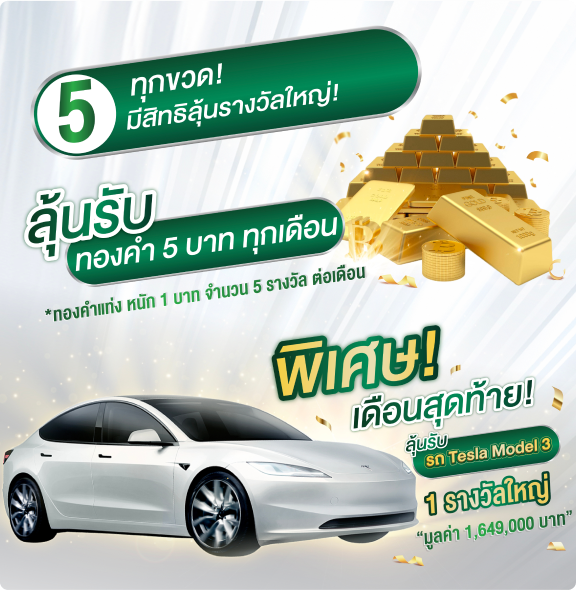 5
ทุกขวด!
มีสิทธิลุ้นรางวัลใหญ่!
ลุ้นรับ
ทองคำ 5 บาท ทุกเดือน
*ทองคำแท่ง หนัก 1 บาท จำนวน 5 รางวัล ต่อเดือน
พิเศษ!
เดือนสุดท้าย!
ลุ้นรับ
รถ Tesla Model 3
1 รางวัลใหญ่
"มูลค่า 1,649,000 บาท"